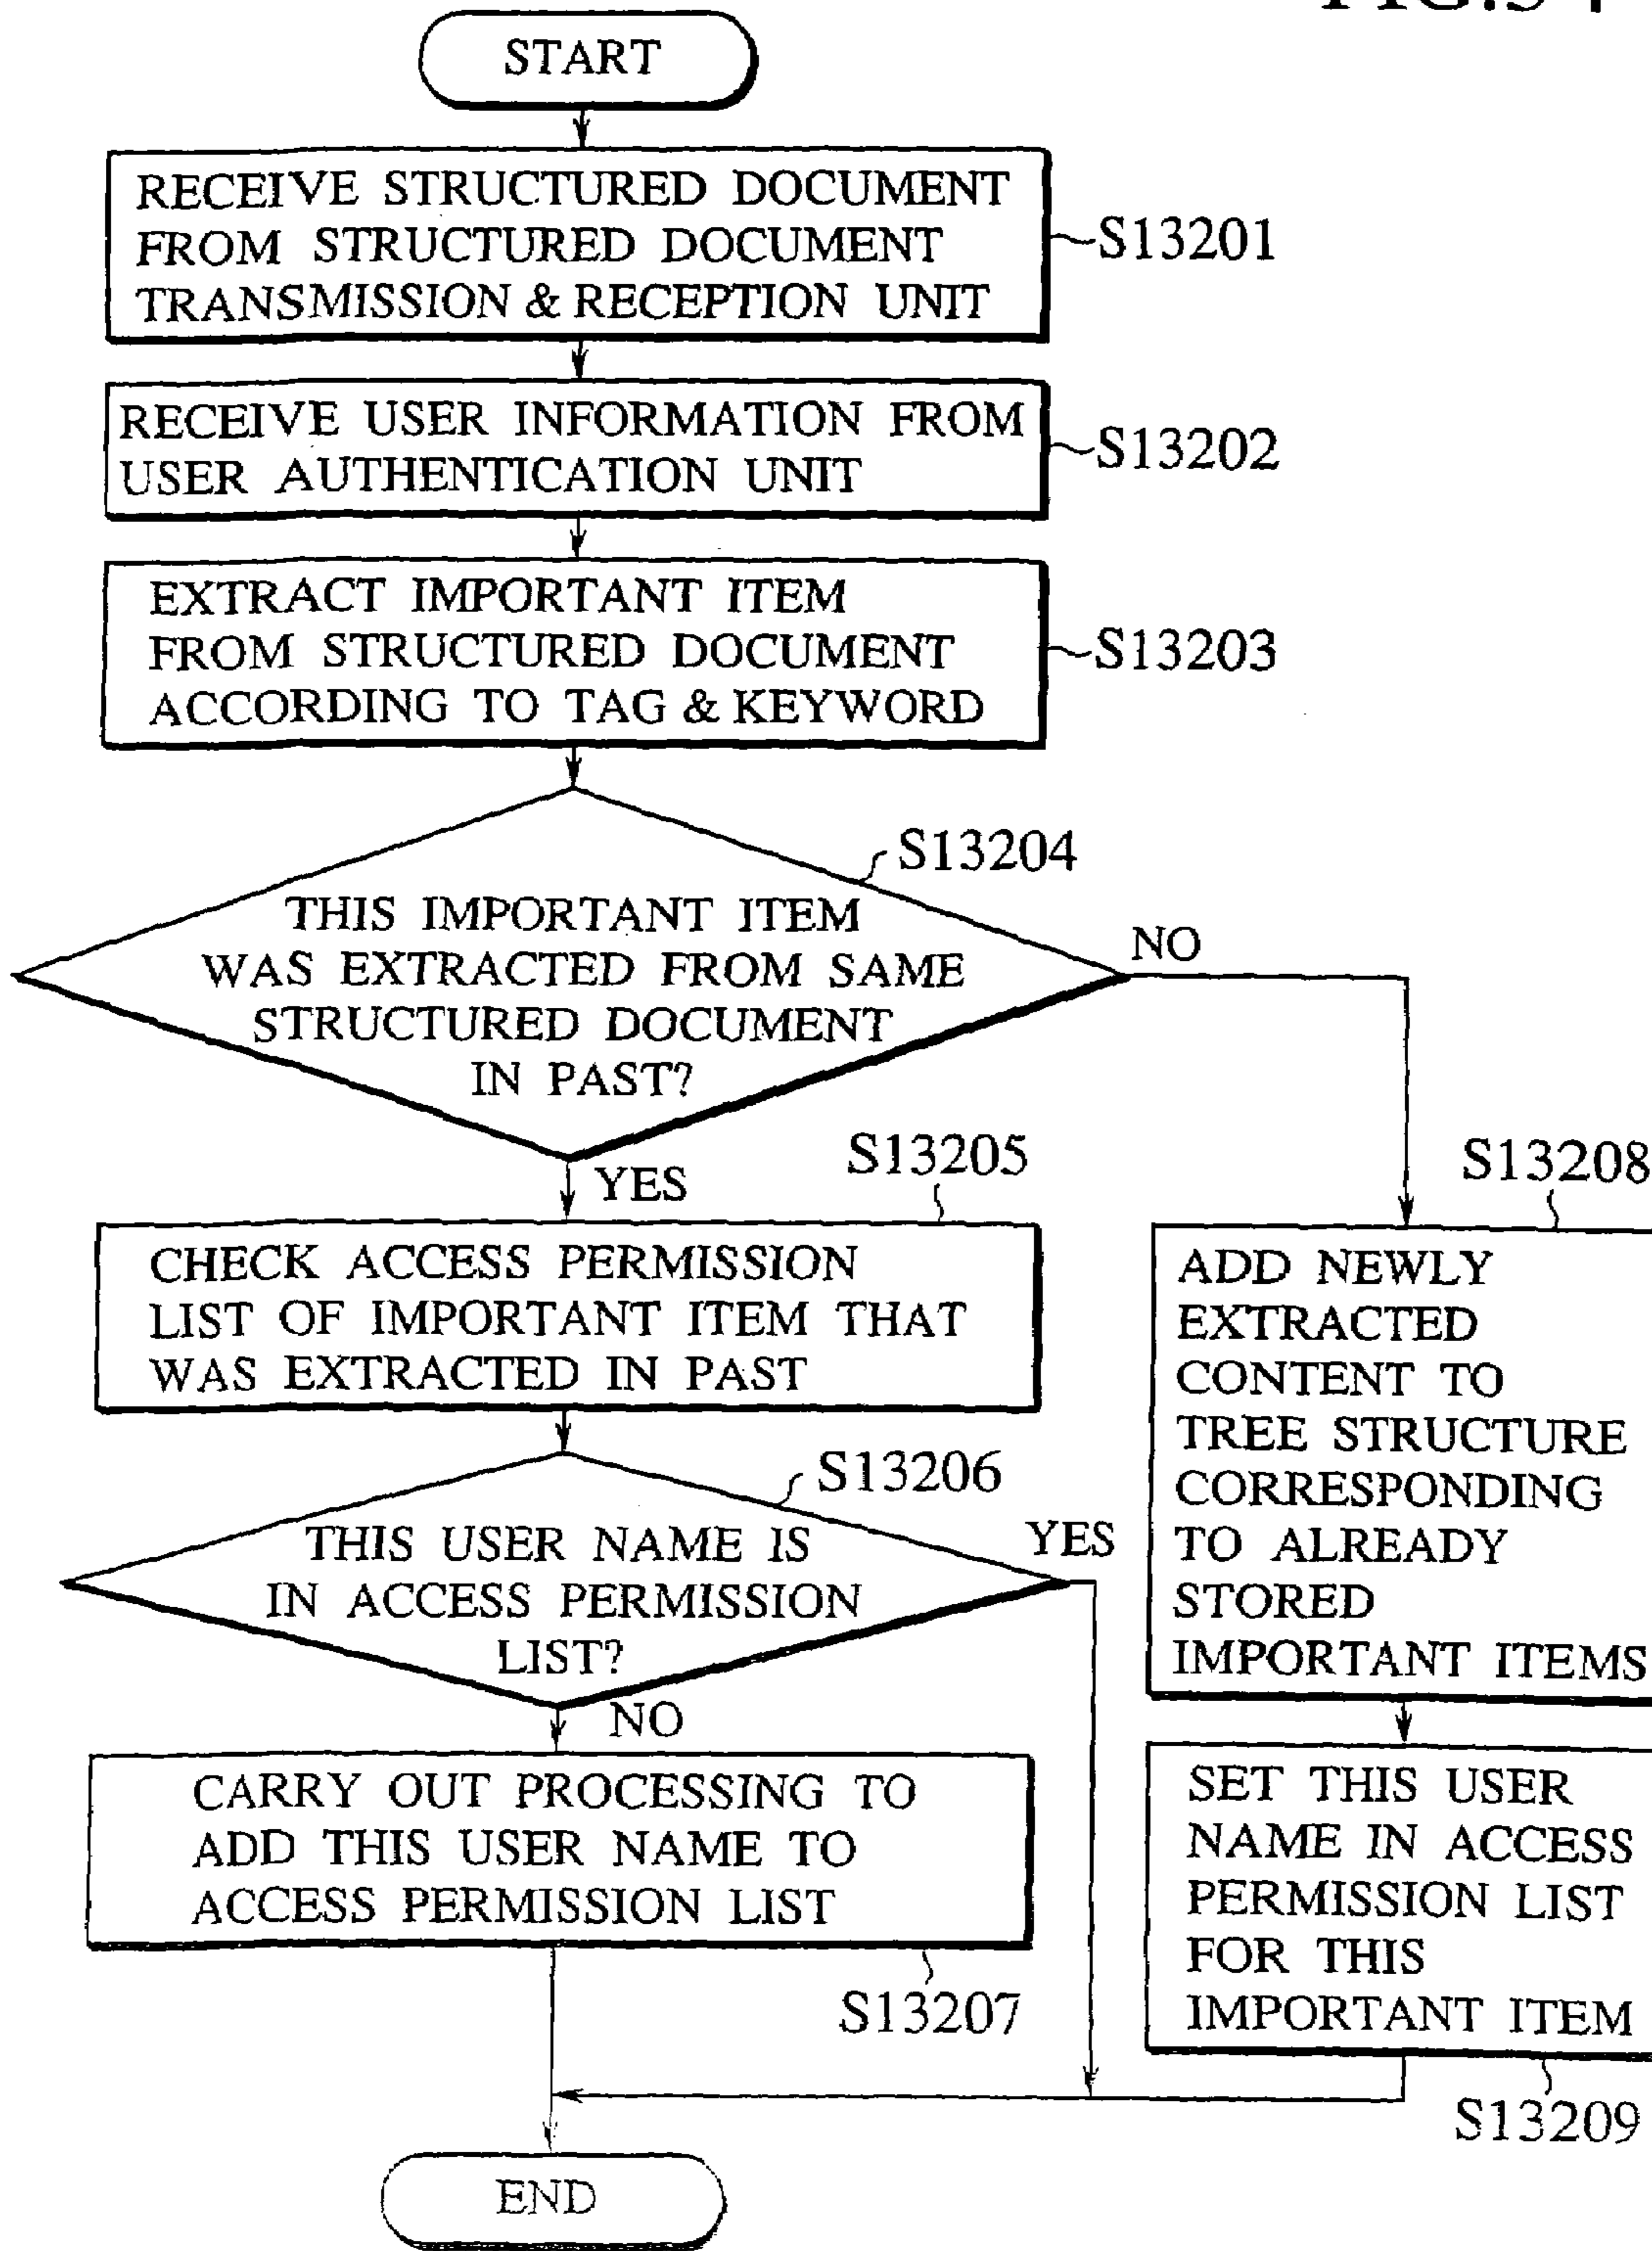 START
RECEIVE STRUCTURED DOCUMENT
FROM STRUCTURED DOCUMENT
TRANSMISSION & RECEPTION UNIT
S13201
RECEIVE USER INFORMATION FROM
USER AUTHENTICATION UNIT
S13202
EXTRACT IMPORTANT ITEM
FROM STRUCTURED DOCUMENT
ACCORDING TO TAG & KEYWORD
S13203
S13204
THIS IMPORTANT ITEM
WAS EXTRACTED FROM SAME
STRUCTURED DOCUMENT
IN PAST?
NO
YES
S13205
CHECK ACCESS PERMISSION
LIST OF IMPORTANT ITEM THAT
WAS EXTRACTED IN PAST
S13206
THIS USER NAME IS
IN ACCESS PERMISSION
LIST?
YES
NO
CARRY OUT PROCESSING TO
ADD THIS USER NAME TO
ACCESS PERMISSION LIST
S13207
S13208
ADD NEWLY
EXTRACTED
CONTENT TO
TREE STRUCTURE
CORRESPONDING
TO ALREADY
STORED
IMPORTANT ITEMS
SET THIS USER
NAME IN ACCESS
PERMISSION LIST
FOR THIS
IMPORTANT ITEM
S13209
END